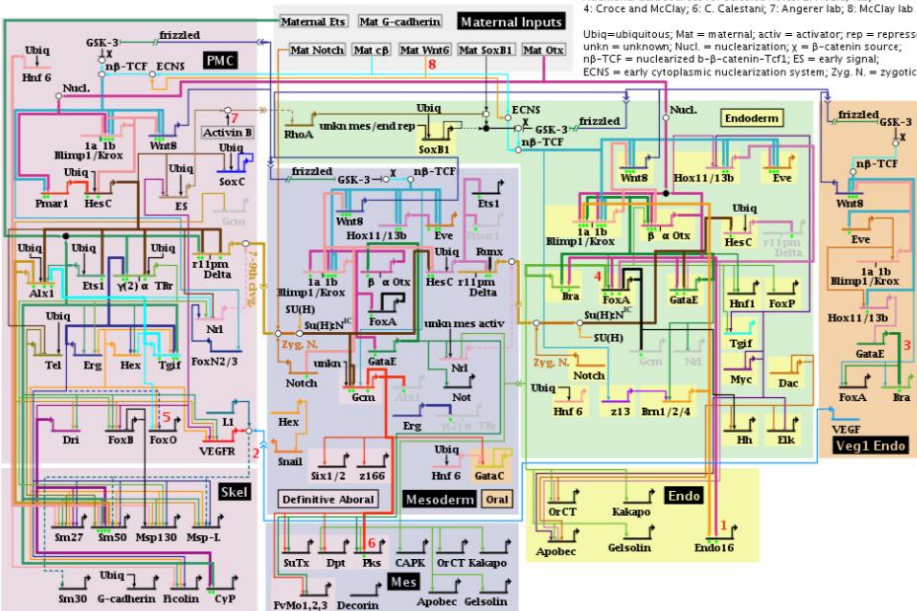 4: Croce and McClay; 6: C. Calestani; 7: Angerer lab; 8: McClay lab
Ubiq=ubiquitous; Mat = maternal; activ = activator; rep = repress
unkn = unknown; Nucl. = nuclearization; χ = β-catenin source;
nβ-TCF = nuclearized b-β-catenin-Tcf1; ES = early signal;
ECNS = early cytoplasmic nuclearization system; Zyg. N. = zygotic
Maternal Ets Mat G-cadherin Maternal Inputs
Mat Notch Mat cβ Mat Wnt6 Mat SoxB1 Mat Otx
8
PMC
Ubiq
Hnf 6
GSK-3
frizzled
χ
nβ-TCF
ECNS
Nucl.
7
Activin B
1a 1b
Blimp1/Krox
Wnt8
Ubiq
SoxC
Pmar1
Ubiq
HesC
ES
Gcm
Ubiq
Alx1
Ubiq
Ets1
Ubiq
γ(2) α
TBr
r11pm
Delta
Ubiq
Nrl
FoxN2/3
Tel
Erg
Hex
Tgif
5
Dri
FoxB
FoxO
L1
VEGFR
2
Skel
Sm27
Sm50
Msp130
Msp-L
Sm30
Ubiq
G-cadherin
Ficolin
CyP
RhoA
unkn mes/end rep
Ubiq
SoxB1
ECNS
χ
GSK-3
frizzled
nβ-TCF
frizzled
GSK-3
χ
nβ-TCF
Wnt8
Hox11/13b
Eve
Ets1
Pmar1
1a 1b
Blimp1/Krox
β α Otx
Ubiq
HesC
Runx
r11pm
Delta
FoxA
SU(H)
Su(H):N IC
Zyg. N.
Notch
GateE
unkn
Gcm
unkn mes activ
Nrl
Alx1
Not
Erg
γ(2) α TBr
Hex
Snail
Six1/2
z166
Ubiq
Hnf 6
GataC
Definitive Aboral
Mesoderm
Oral
6
SuTx
Dpt
Pks
CAPK
OrCT
Kakapo
Mes
FvMo1,2,3
Decorin
Apobec
Gelsolin
Nucl.
Endoderm
Wnt8
Hox11/13b
Eve
1a 1b
Blimp1/Krox
β α Otx
Ubiq
HesC
r11pm
Delta
Bra
4
FoxA
GataE
Hnf1
FoxP
Su(H):N IC
SU(H)
Zyg. N.
Notch
Gcm
Nrl
Tgif
Myc
Dac
Ubiq
Hnf 6
z13
Brn1/2/4
Hh
Elk
Endo
OrCT
Kakapo
Apobec
Gelsolin
1
Endo16
frizzled
GSK-3
χ
nβ-TCF
Wnt8
Eve
1a 1b
Blimp1/Krox
Hox11/13b
3
GataE
FoxA
Bra
VEGF
Veg1 Endo